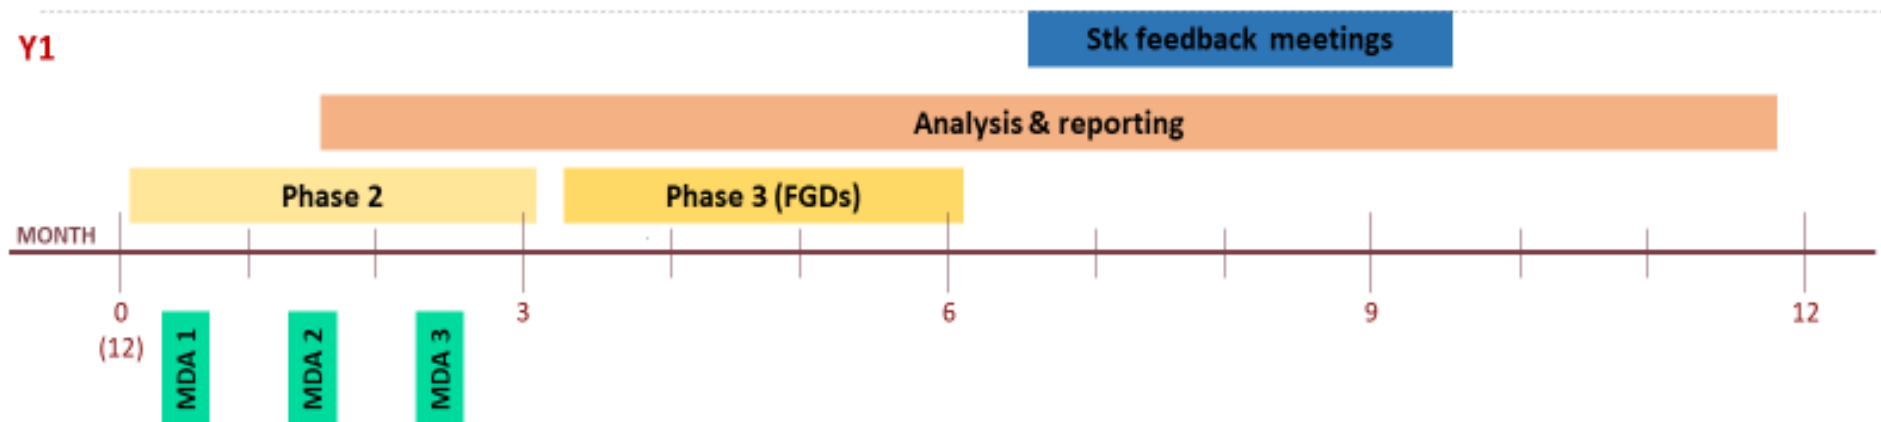 Stk feedback meetings
Y1
Analysis & reporting
Phase 2
Phase 3 (FGDs)
MONTH
0
3
6
9
12
(12)
MDA 1
MDA 2
MDA 3